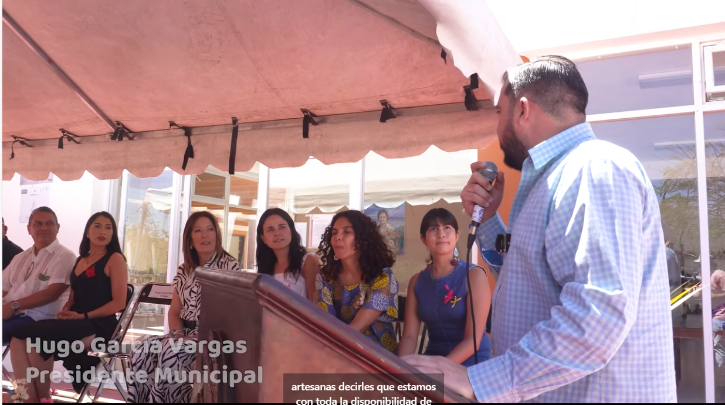 Hugo García Vargas
Presidente Municipal
artesanas decirles que estamos
con toda la disponibilidad de